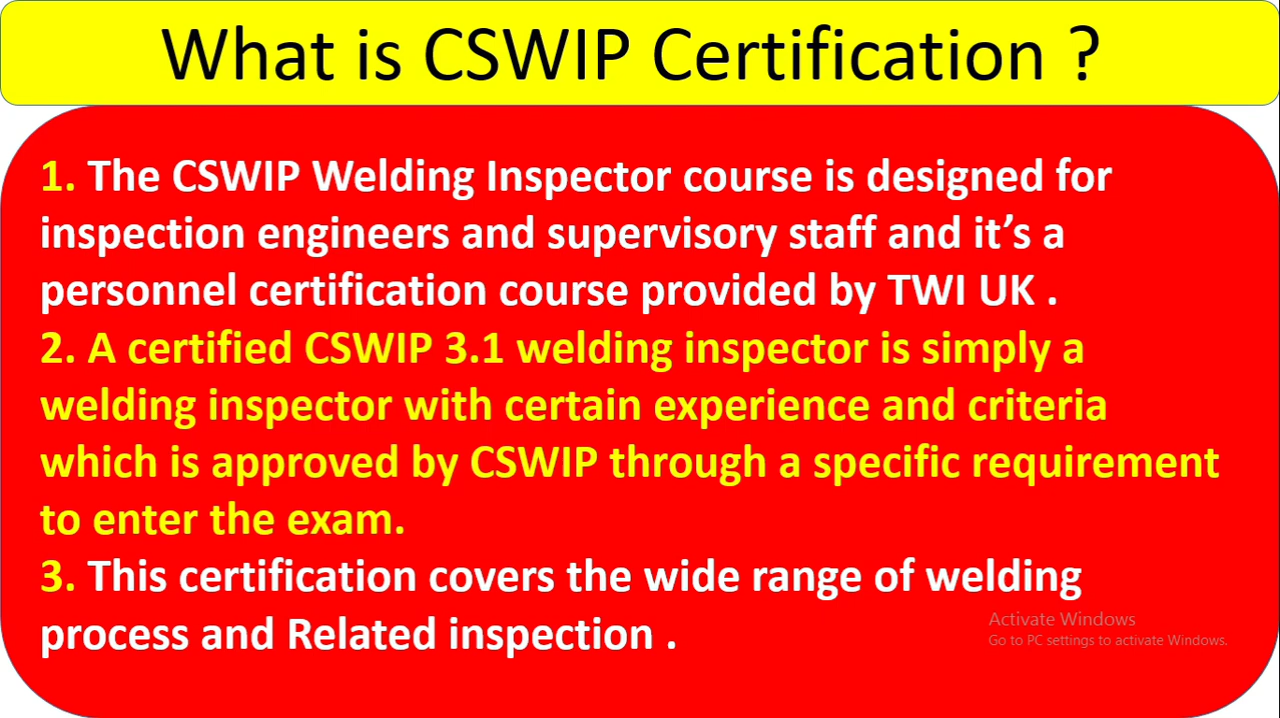 What is CSWIP Certification ?
1. The CSWIP Welding Inspector course is designed for
inspection engineers and supervisory staff and it’s a
personnel certification course provided by TWI UK .
2. A certified CSWIP 3.1 welding inspector is simply a
welding inspector with certain experience and criteria
which is approved by CSWIP through a specific requirement
to enter the exam.
3. This certification covers the wide range of welding
process and Related inspection .
Activate Windows
Go to PC settings to activate Windows.